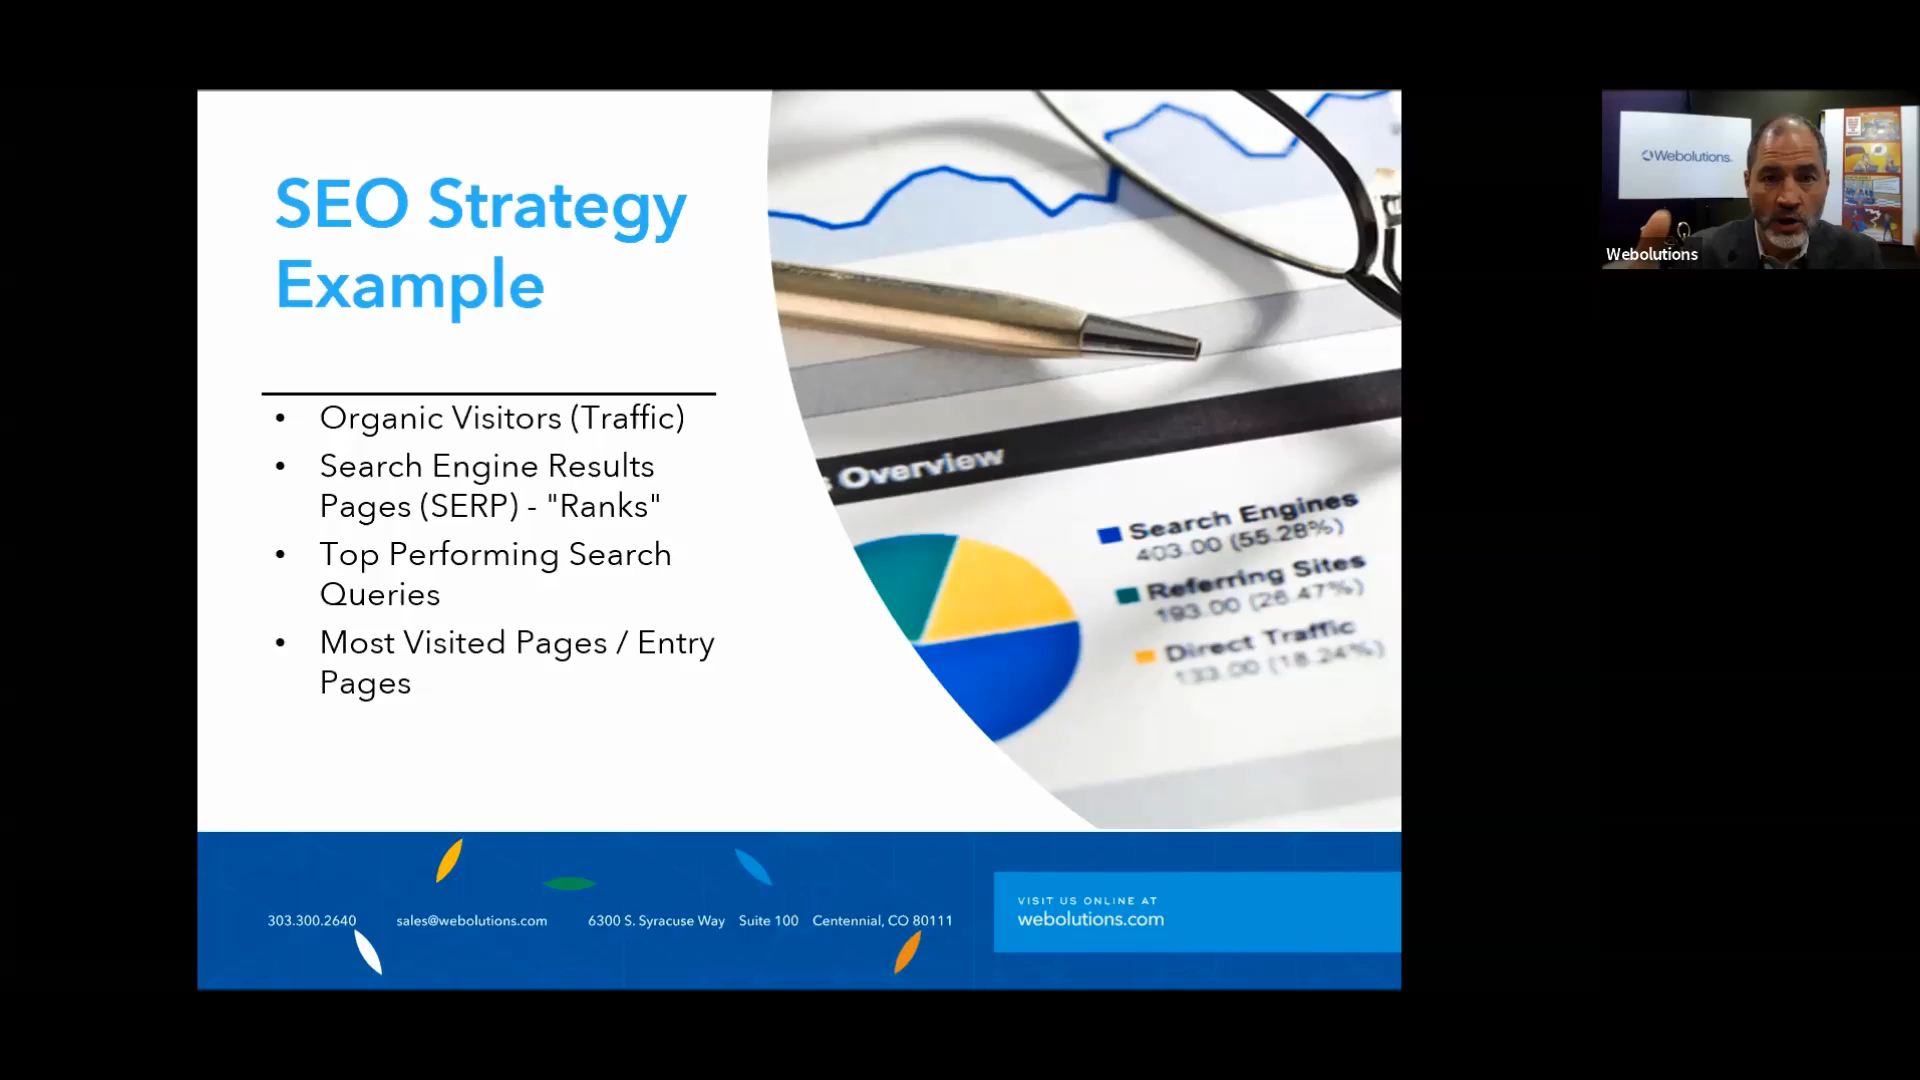 SEO Strategy
Example
• Organic Visitors (Traffic)
• Search Engine Results
Pages (SERP) - "Ranks"
• Top Performing Search
Queries
• Most Visited Pages / Entry
Pages
Overview
Search Engines
403.00 (55.28%)
Referring Sites
193.00 (26.47%)
Direct Traffic
133.00 (18.24%)
303.300.2640 sales@webolutions.com 6300 S. Syracuse Way Suite 100 Centennial, CO 80111
VISIT US ONLINE AT
webolutions.com
Webolutions.
Webolutions